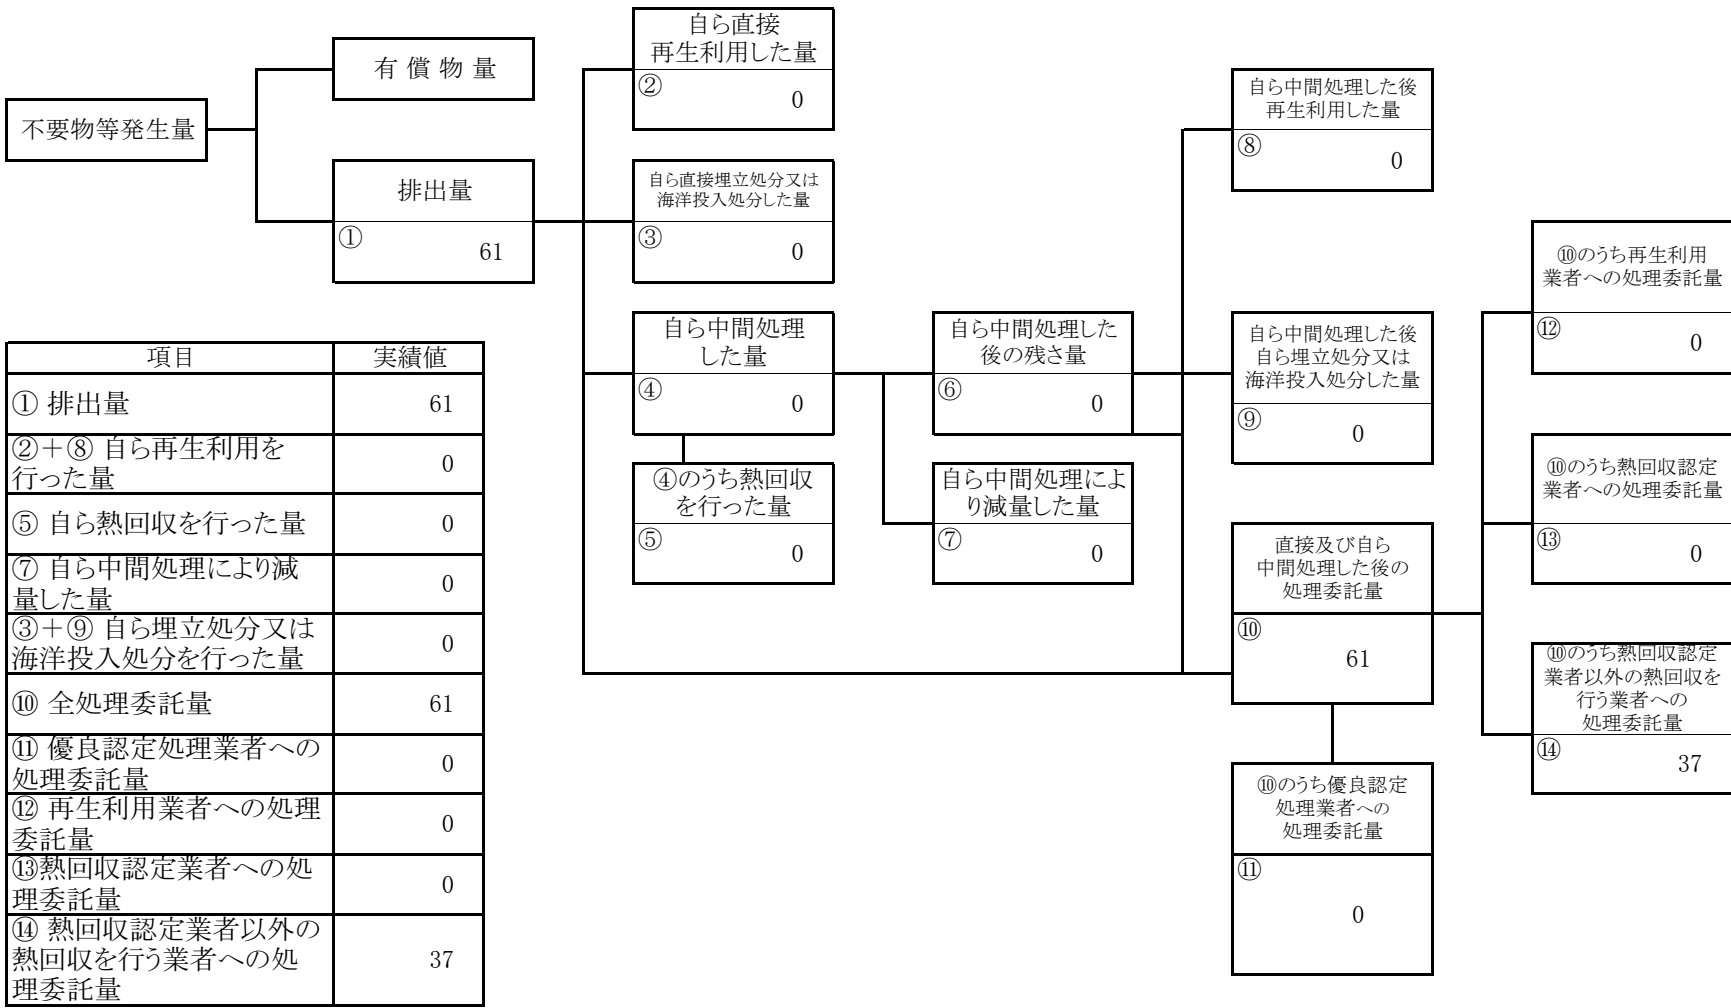 不要物等発生量
有 償 物 量
排出量
①
61
自ら直接
再生利用した量
②
0
自ら直接埋立処分又は
海洋投入処分した量
③
0
自ら中間処理
した量
④
0
④のうち熱回収
を行った量
⑤
0
自ら中間処理した
後の残さ量
⑥
0
自ら中間処理によ
り減量した量
⑦
0
自ら中間処理した後
再生利用した量
⑧
0
自ら中間処理した後
自ら埋立処分又は
海洋投入処分した量
⑨
0
直接及び自ら
中間処理した後の
処理委託量
⑩
61
⑩のうち優良認定
処理業者への
処理委託量
⑪
0
⑩のうち再生利用
業者への処理委託量
⑫
0
⑩のうち熱回収認定
業者への処理委託量
⑬
0
⑩のうち熱回収認定
業者以外の熱回収を
行う業者への
処理委託量
⑭
37
項目 実績値
① 排出量 61
②＋⑧ 自ら再生利用を
行った量 0
⑤ 自ら熱回収を行った量 0
⑦ 自ら中間処理により減
量した量 0
③＋⑨ 自ら埋立処分又は
海洋投入処分を行った量 0
⑩ 全処理委託量 61
⑪ 優良認定処理業者への
処理委託量 0
⑫ 再生利用業者への処理
委託量 0
⑬熱回収認定業者への処
理委託量 0
⑭ 熱回収認定業者以外の
熱回収を行う業者への処
理委託量 37